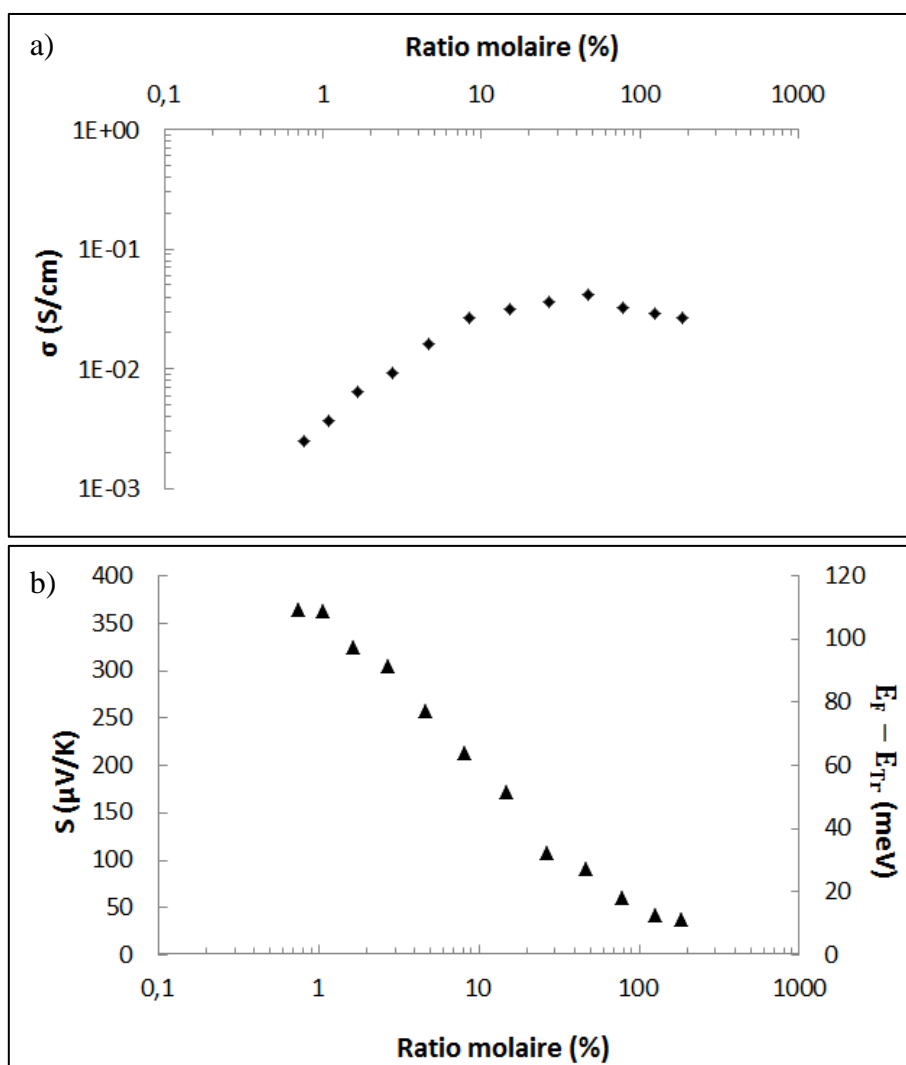 a)
Ratio molaire (%)
0,1 1 10 100 1000
1E+00
1E-01
1E-02
1E-03
σ (S/cm)
b)
400
350
300
250
200
150
100
50
0
S (µV/K)
120
100
80
60
40
20
0
E_F − E_Tr (meV)
0,1 1 10 100 1000
Ratio molaire (%)